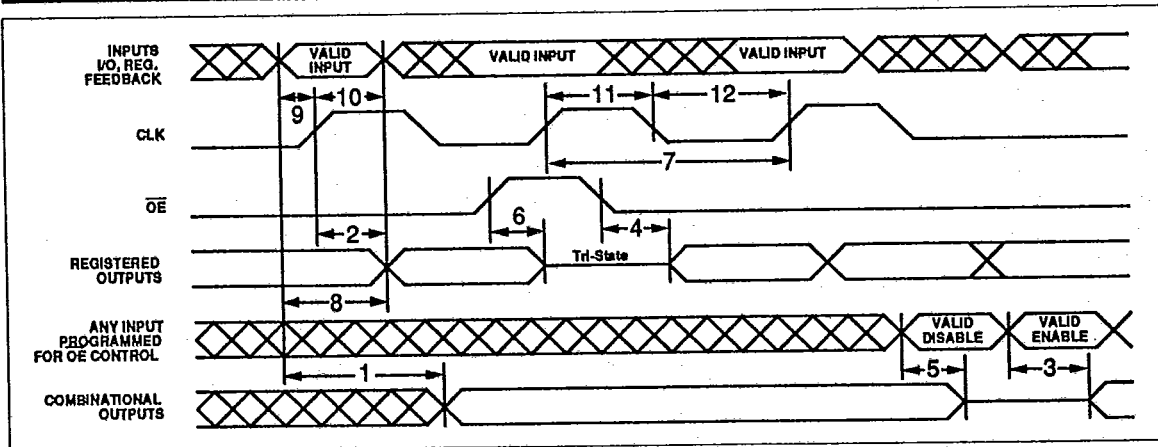 INPUTS
I/O, REG.
FEEDBACK
VALID
INPUT
VALID INPUT
VALID INPUT
9
10
11
12
CLK
7
OE
6
4
2
REGISTERED
OUTPUTS
Tri-State
8
ANY INPUT
PROGRAMMED
FOR OE CONTROL
VALID
DISABLE
VALID
ENABLE
1
5
3
COMBINATIONAL
OUTPUTS